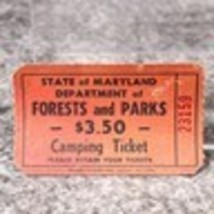 STATE of MARYLAND
DEPARTMENT of
FORESTS and PARKS
- $3.50 -
Camping Ticket
PLEASE RETAIN YOUR TICKETS
23159